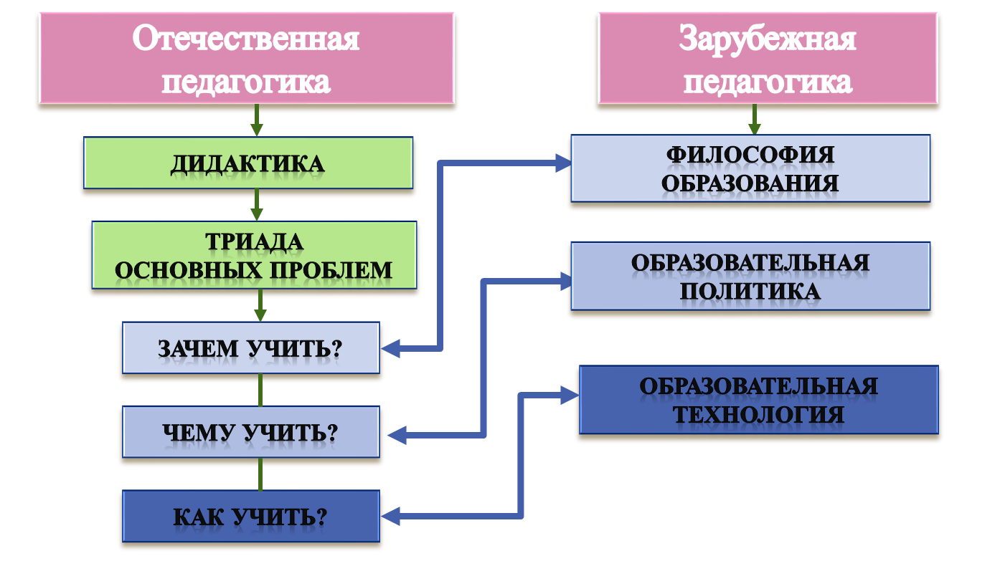 Отечественная
педагогика
ДИДАКТИКА
ТРИАДА
ОСНОВНЫХ ПРОБЛЕМ
ЗАЧЕМ УЧИТЬ?
ЧЕМУ УЧИТЬ?
КАК УЧИТЬ?
Зарубежная
педагогика
ФИЛОСОФИЯ
ОБРАЗОВАНИЯ
ОБРАЗОВАТЕЛЬНАЯ
ПОЛИТИКА
ОБРАЗОВАТЕЛЬНАЯ
ТЕХНОЛОГИЯ